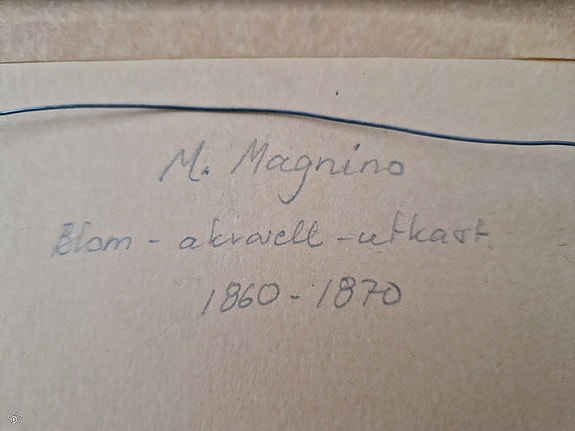 M. Magnino
Blom - akvarell - utkast
1860 - 1870